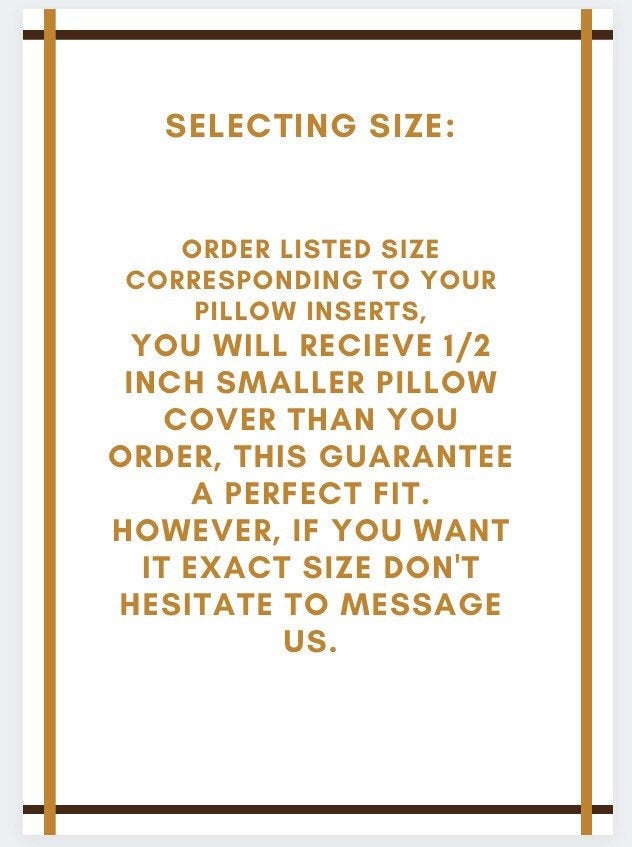 SELECTING SIZE:
ORDER LISTED SIZE
CORRESPONDING TO YOUR
PILLOW INSERTS,
YOU WILL RECIEVE 1/2
INCH SMALLER PILLOW
COVER THAN YOU
ORDER, THIS GUARANTEE
A PERFECT FIT.
HOWEVER, IF YOU WANT
IT EXACT SIZE DON'T
HESITATE TO MESSAGE
US.